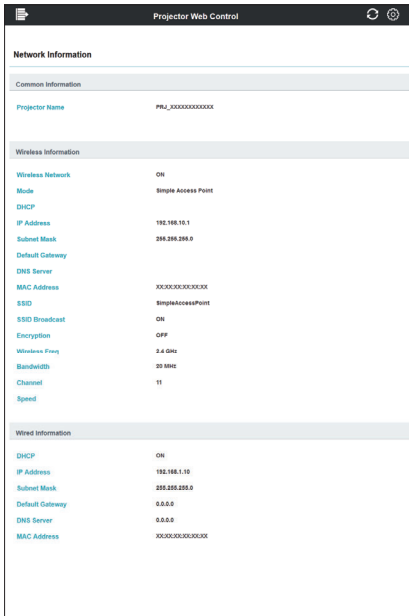 Projector Web Control
Network Information
Common Information
Projector Name PRJ_XXXXXXXXXXXX
Wireless Information
Wireless Network ON
Mode Simple Access Point
DHCP
IP Address 192.168.10.1
Subnet Mask 255.255.255.0
Default Gateway
DNS Server
MAC Address XX:XX:XX:XX:XX:XX
SSID SimpleAccessPoint
SSID Broadcast ON
Encryption OFF
Wireless Freq 2.4 GHz
Bandwidth 20 MHz
Channel 11
Speed
Wired Information
DHCP ON
IP Address 192.168.1.10
Subnet Mask 255.255.255.0
Default Gateway 0.0.0.0
DNS Server 0.0.0.0
MAC Address XX:XX:XX:XX:XX:XX